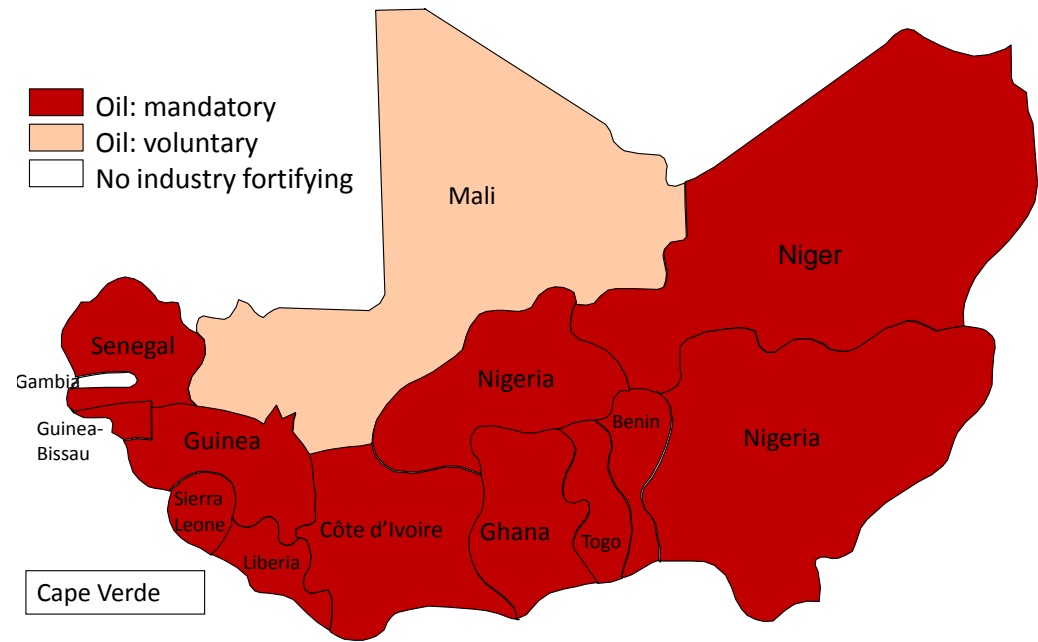 Oil: mandatory
Oil: voluntary
No industry fortifying
Mali
Niger
Senegal
Gambia
Guinea-
Bissau
Guinea
Nigeria
Benin
Nigeria
Sierra
Leone
Liberia
Côte d’Ivoire
Ghana
Togo
Cape Verde